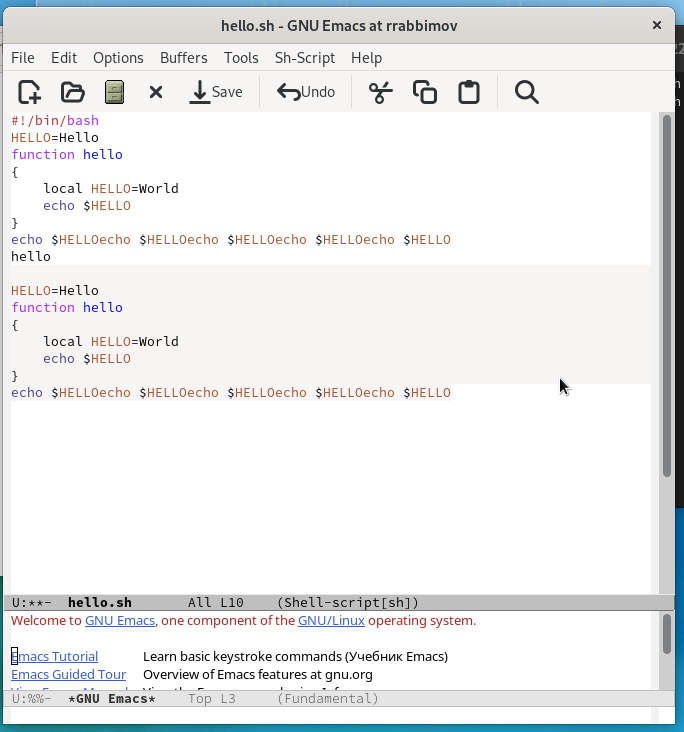 hello.sh - GNU Emacs at rrabbimov
File Edit Options Buffers Tools Sh-Script Help
Save Undo
#!/bin/bash
HELLO=Hello
function hello
{
    local HELLO=World
    echo $HELLO
}
echo $HELLOecho $HELLOecho $HELLOecho $HELLOecho $HELLO
hello

HELLO=Hello
function hello
{
    local HELLO=World
    echo $HELLO
}
echo $HELLOecho $HELLOecho $HELLOecho $HELLOecho $HELLO
U:**-  hello.sh       All L10    (Shell-script[sh])
Welcome to GNU Emacs, one component of the GNU/Linux operating system.
Emacs Tutorial Learn basic keystroke commands (Учебник Emacs)
Emacs Guided Tour Overview of Emacs features at gnu.org
U:%%-  *GNU Emacs*    Top L3     (Fundamental)